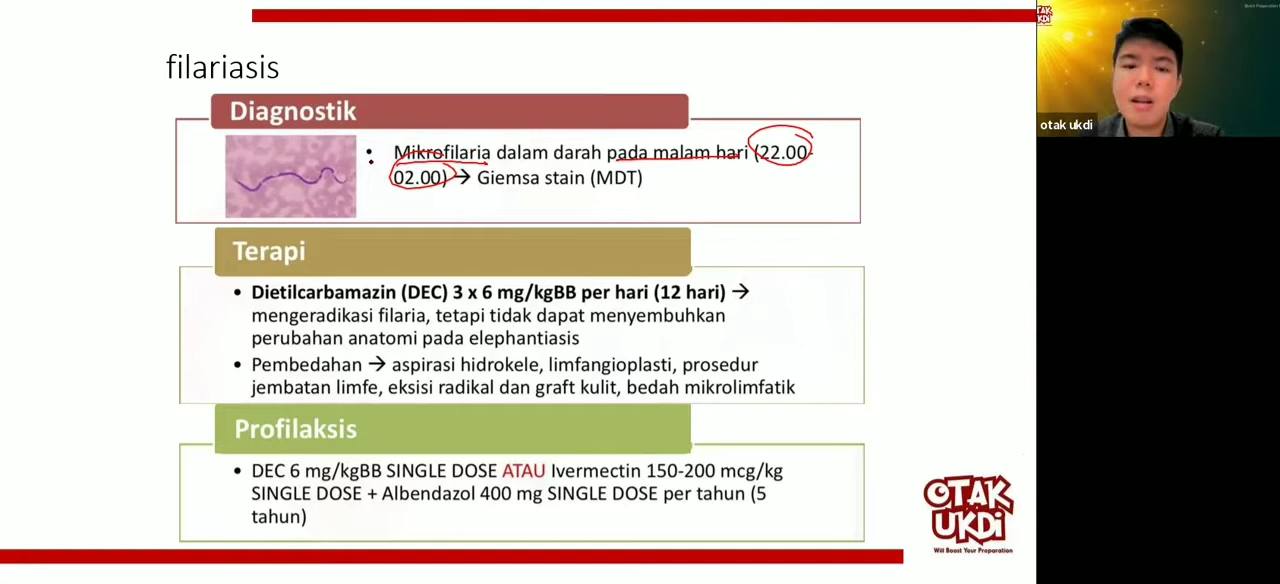 filariasis
Diagnostik
• Mikrofilaria dalam darah pada malam hari (22.00-
02.00) → Giemsa stain (MDT)
Terapi
• Dietilcarbamazin (DEC) 3 x 6 mg/kgBB per hari (12 hari) →
mengeradikasi filaria, tetapi tidak dapat menyembuhkan
perubahan anatomi pada elephantiasis
• Pembedahan → aspirasi hidrokele, limfangioplasti, prosedur
jembatan limfe, eksisi radikal dan graft kulit, bedah mikrolimfatik
Profilaksis
• DEC 6 mg/kgBB SINGLE DOSE ATAU Ivermectin 150-200 mcg/kg
SINGLE DOSE + Albendazol 400 mg SINGLE DOSE per tahun (5
tahun)
OTAK
UKDi
Will Boost Your Preparation
otak ukdi